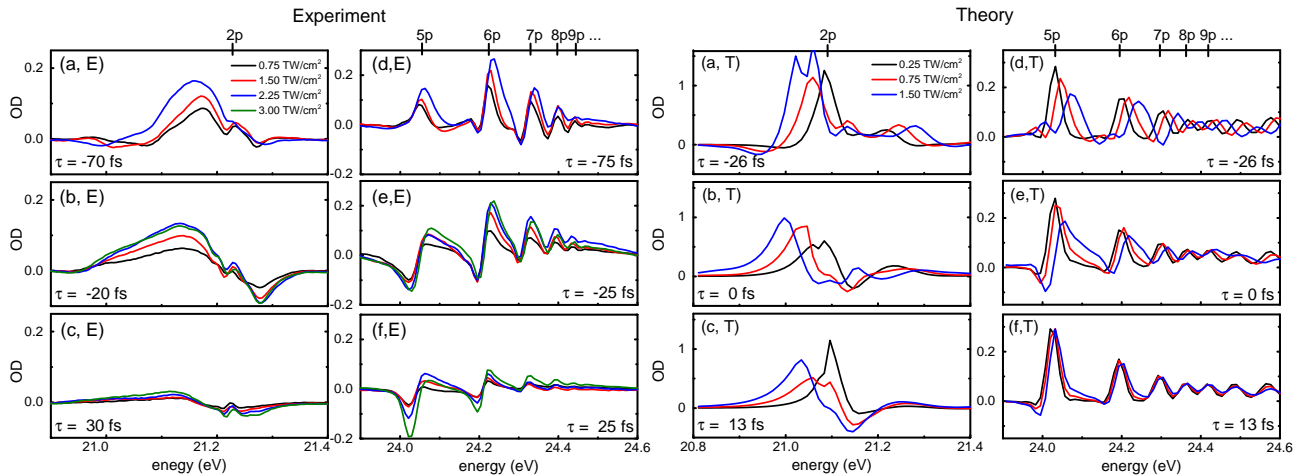 Experiment
Theory
2p
5p 6p 7p 8p 9p ...
2p
5p 6p 7p 8p 9p ...
(a, E)
0.75 TW/cm²
1.50 TW/cm²
2.25 TW/cm²
3.00 TW/cm²
τ = -70 fs
(d,E)
τ = -75 fs
(a, T)
0.25 TW/cm²
0.75 TW/cm²
1.50 TW/cm²
τ = -26 fs
(d,T)
τ = -26 fs
(b, E)
τ = -20 fs
(e,E)
τ = -25 fs
(b, T)
τ = 0 fs
(e,T)
τ = 0 fs
(c, E)
τ = 30 fs
(f,E)
τ = 25 fs
(c, T)
τ = 13 fs
(f,T)
τ = 13 fs
OD
0.2
0.0
OD
0.2
0.0
OD
0.2
0.0
0.2
0.0
-0.2
0.2
0.0
-0.2
0.2
0.0
-0.2
OD
1
0
OD
1
0
OD
1
0
0.2
0.0
0.2
0.0
0.2
0.0
21.0 21.2 21.4
24.0 24.2 24.4 24.6
20.8 21.0 21.2 21.4
24.0 24.2 24.4 24.6
energy (eV)
energy (eV)
energy (eV)
energy (eV)